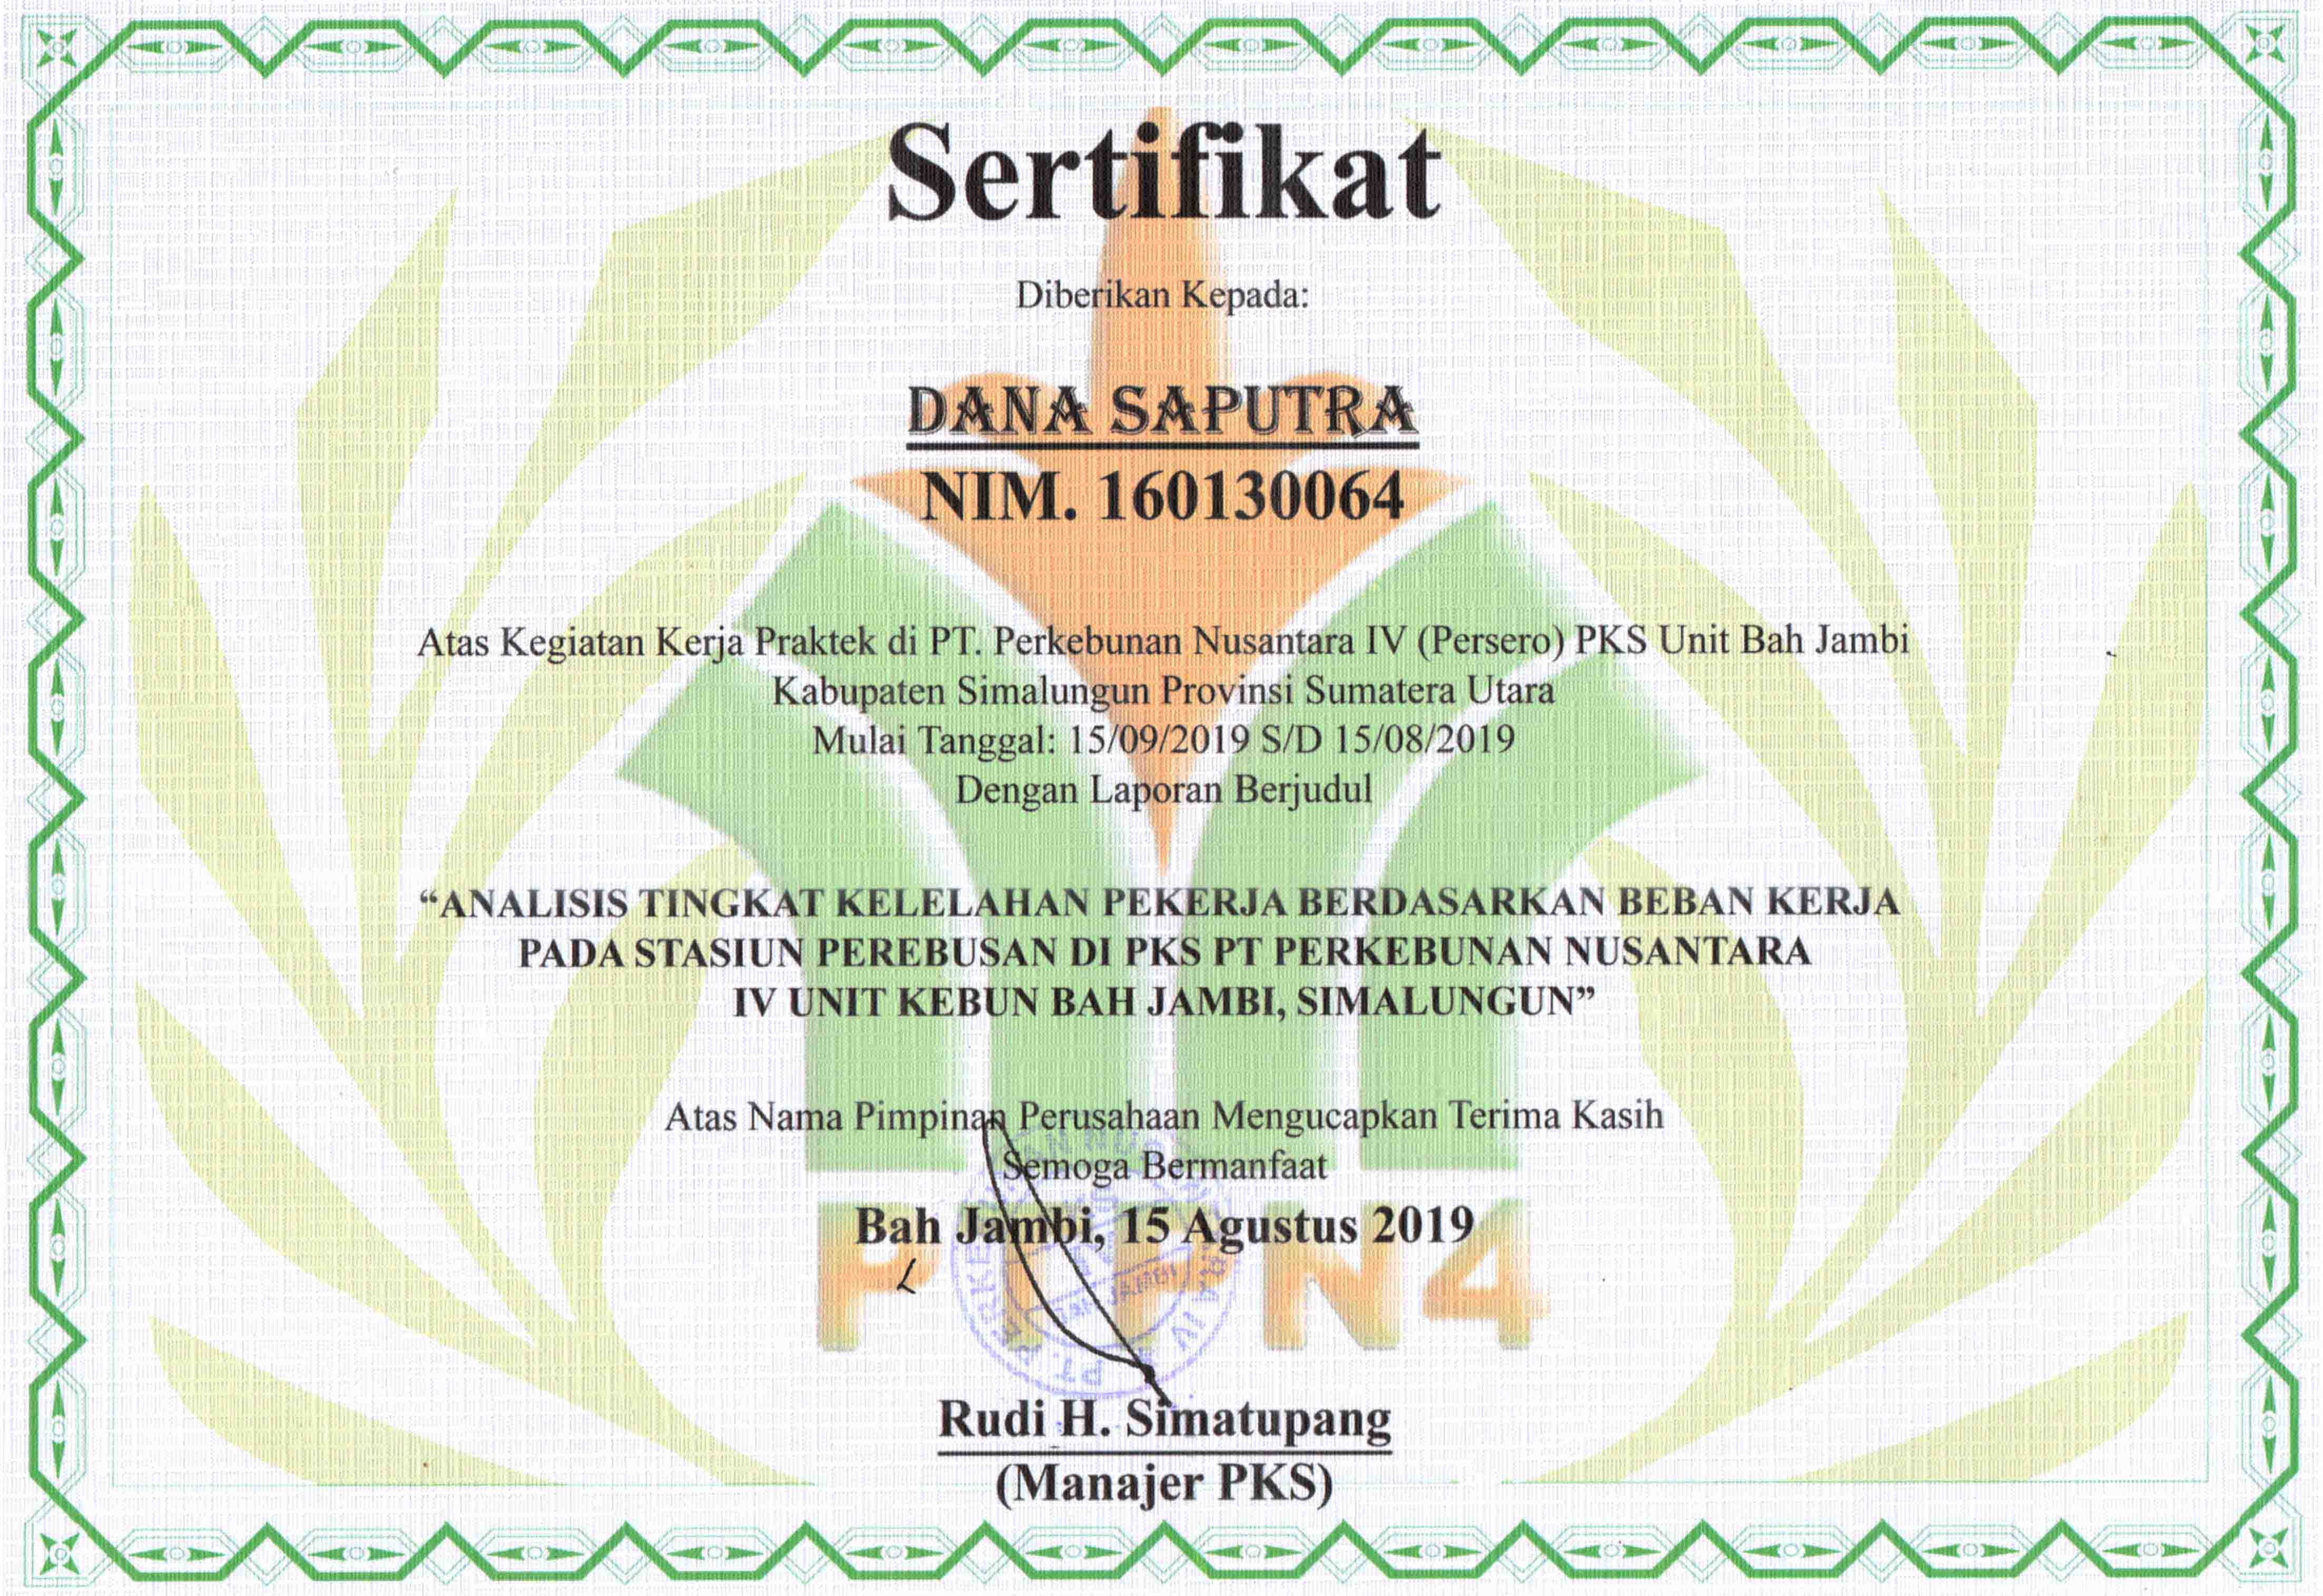 Sertifikat
Diberikan Kepada:
DANA SAPUTRA
NIM. 160130064
Atas Kegiatan Kerja Praktek di PT. Perkebunan Nusantara IV (Persero) PKS Unit Bah Jambi
Kabupaten Simalungun Provinsi Sumatera Utara
Mulai Tanggal: 15/09/2019 S/D 15/08/2019
Dengan Laporan Berjudul
“ANALISIS TINGKAT KELELAHAN PEKERJA BERDASARKAN BEBAN KERJA
PADA STASIUN PEREBUSAN DI PKS PT PERKEBUNAN NUSANTARA
IV UNIT KEBUN BAH JAMBI, SIMALUNGUN”
Atas Nama Pimpinan Perusahaan Mengucapkan Terima Kasih
Semoga Bermanfaat
Bah Jambi, 15 Agustus 2019
PTPN4
BAH JAMBI
Rudi H. Simatupang
(Manajer PKS)